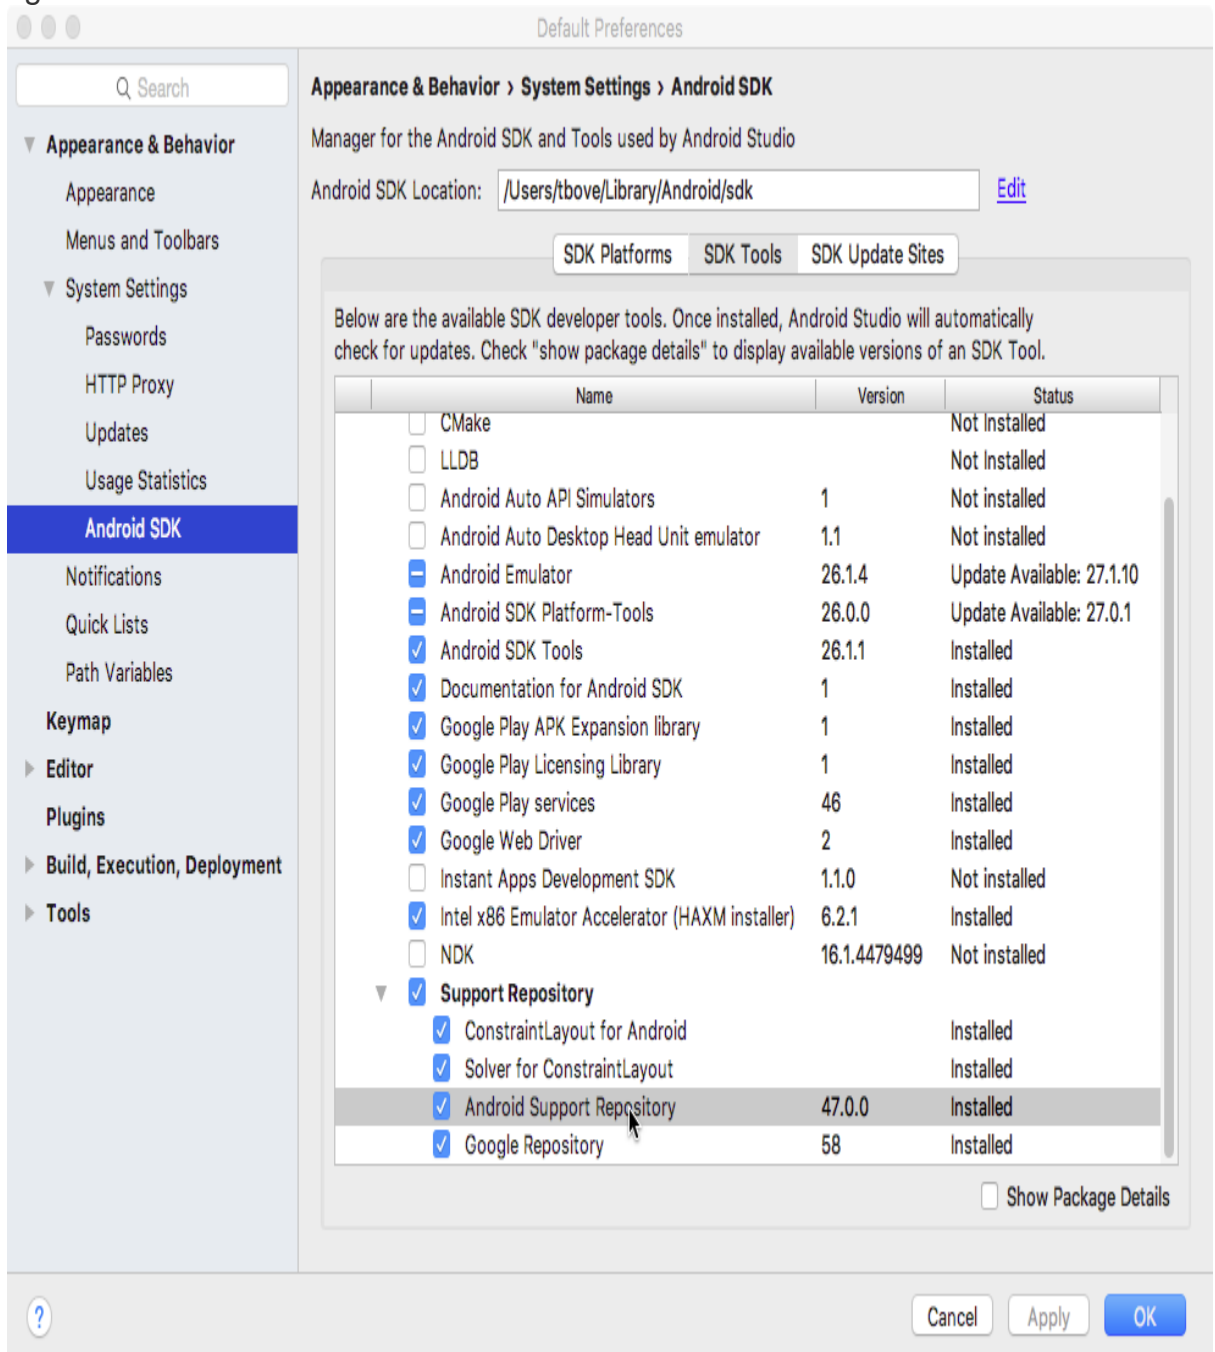 Default Preferences
Search
Appearance & Behavior
Appearance
Menus and Toolbars
System Settings
Passwords
HTTP Proxy
Updates
Usage Statistics
Android SDK
Notifications
Quick Lists
Path Variables
Keymap
Editor
Plugins
Build, Execution, Deployment
Tools
Appearance & Behavior › System Settings › Android SDK
Manager for the Android SDK and Tools used by Android Studio
Android SDK Location: /Users/tbove/Library/Android/sdk Edit
SDK Platforms SDK Tools SDK Update Sites
Below are the available SDK developer tools. Once installed, Android Studio will automatically
check for updates. Check "show package details" to display available versions of an SDK Tool.
Name Version Status
CMake Not Installed
LLDB Not Installed
Android Auto API Simulators 1 Not installed
Android Auto Desktop Head Unit emulator 1.1 Not installed
Android Emulator 26.1.4 Update Available: 27.1.10
Android SDK Platform-Tools 26.0.0 Update Available: 27.0.1
Android SDK Tools 26.1.1 Installed
Documentation for Android SDK 1 Installed
Google Play APK Expansion library 1 Installed
Google Play Licensing Library 1 Installed
Google Play services 46 Installed
Google Web Driver 2 Installed
Instant Apps Development SDK 1.1.0 Not installed
Intel x86 Emulator Accelerator (HAXM installer) 6.2.1 Installed
NDK 16.1.4479499 Not installed
Support Repository
ConstraintLayout for Android Installed
Solver for ConstraintLayout Installed
Android Support Repository 47.0.0 Installed
Google Repository 58 Installed
Show Package Details
? Cancel Apply OK